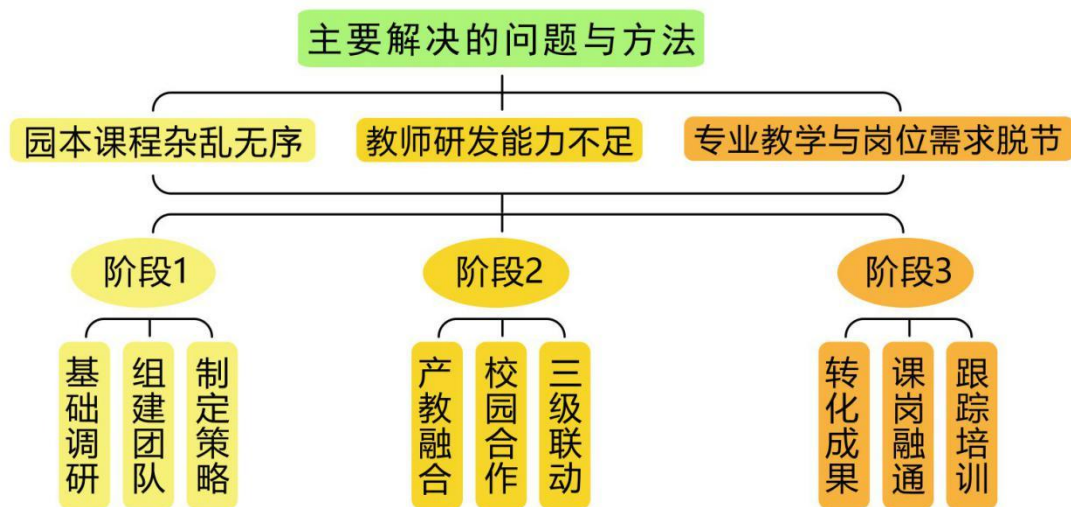 主要解决的问题与方法
园本课程杂乱无序
教师研发能力不足
专业教学与岗位需求脱节
阶段1
阶段2
阶段3
基础调研
组建团队
制定策略
产教融合
校园合作
三级联动
转化成果
课岗融通
跟踪培训